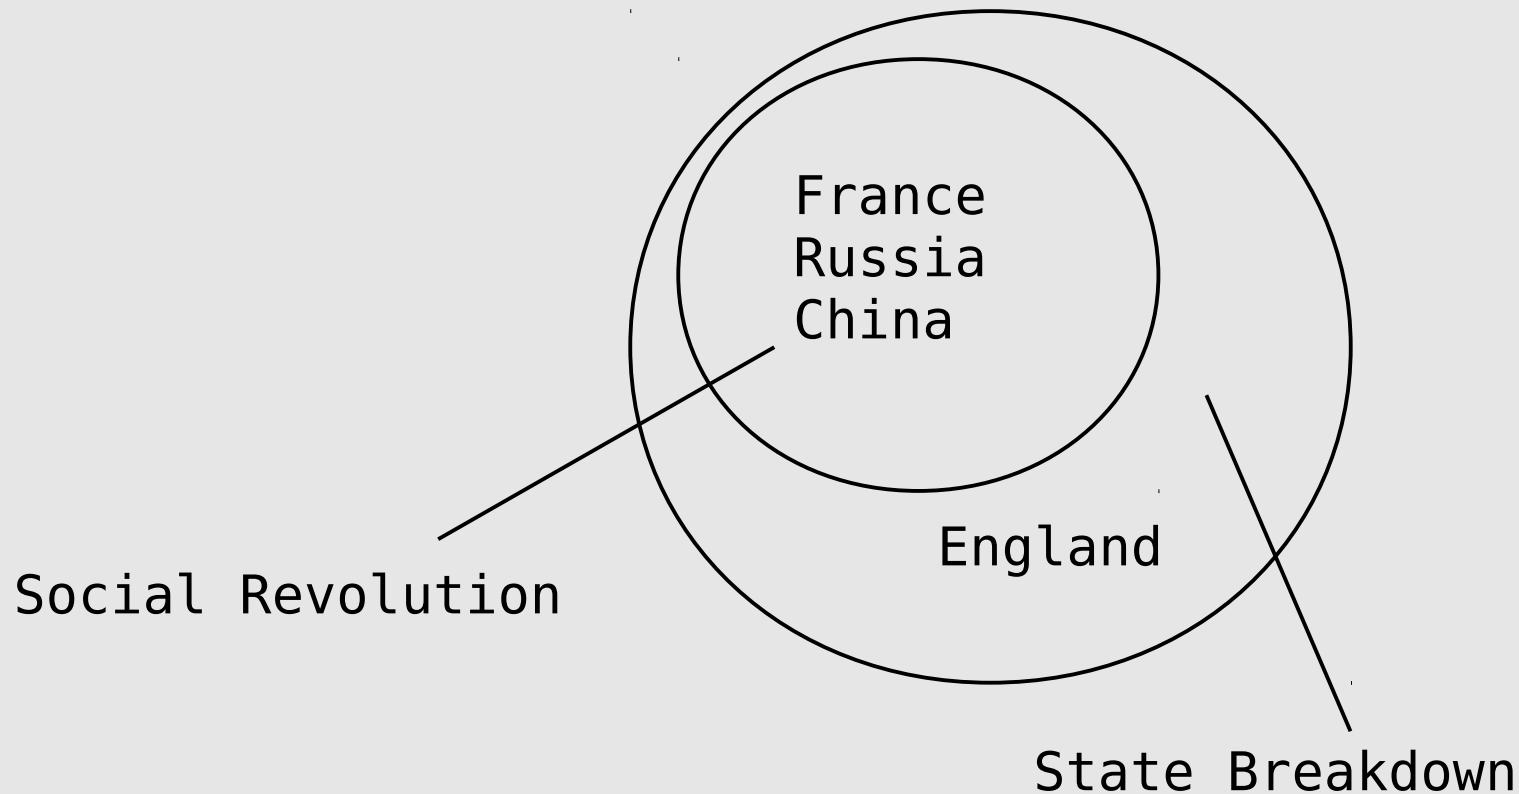 France
Russia
China
England
Social Revolution
State Breakdown